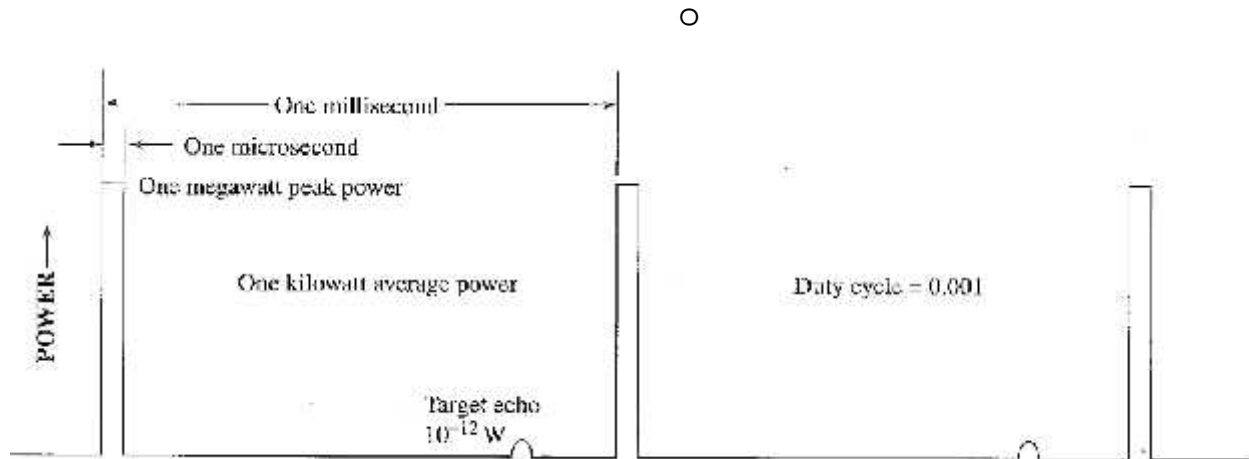 One millisecond
One microsecond
One megawatt peak power
POWER
One kilowatt average power
Duty cycle = 0.001
Target echo
10⁻¹² W